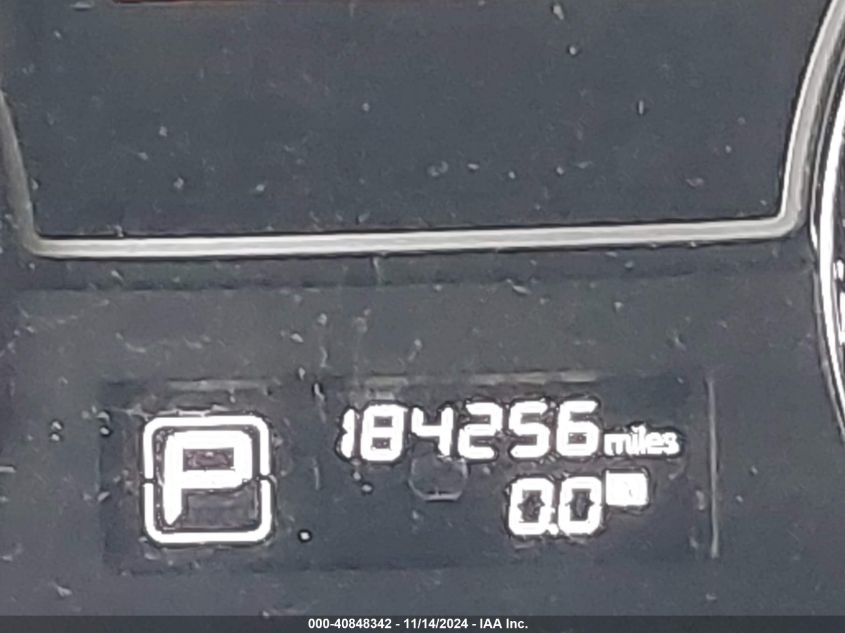 184256 miles
P
0.0
000-40848342 - 11/14/2024 - IAA Inc.